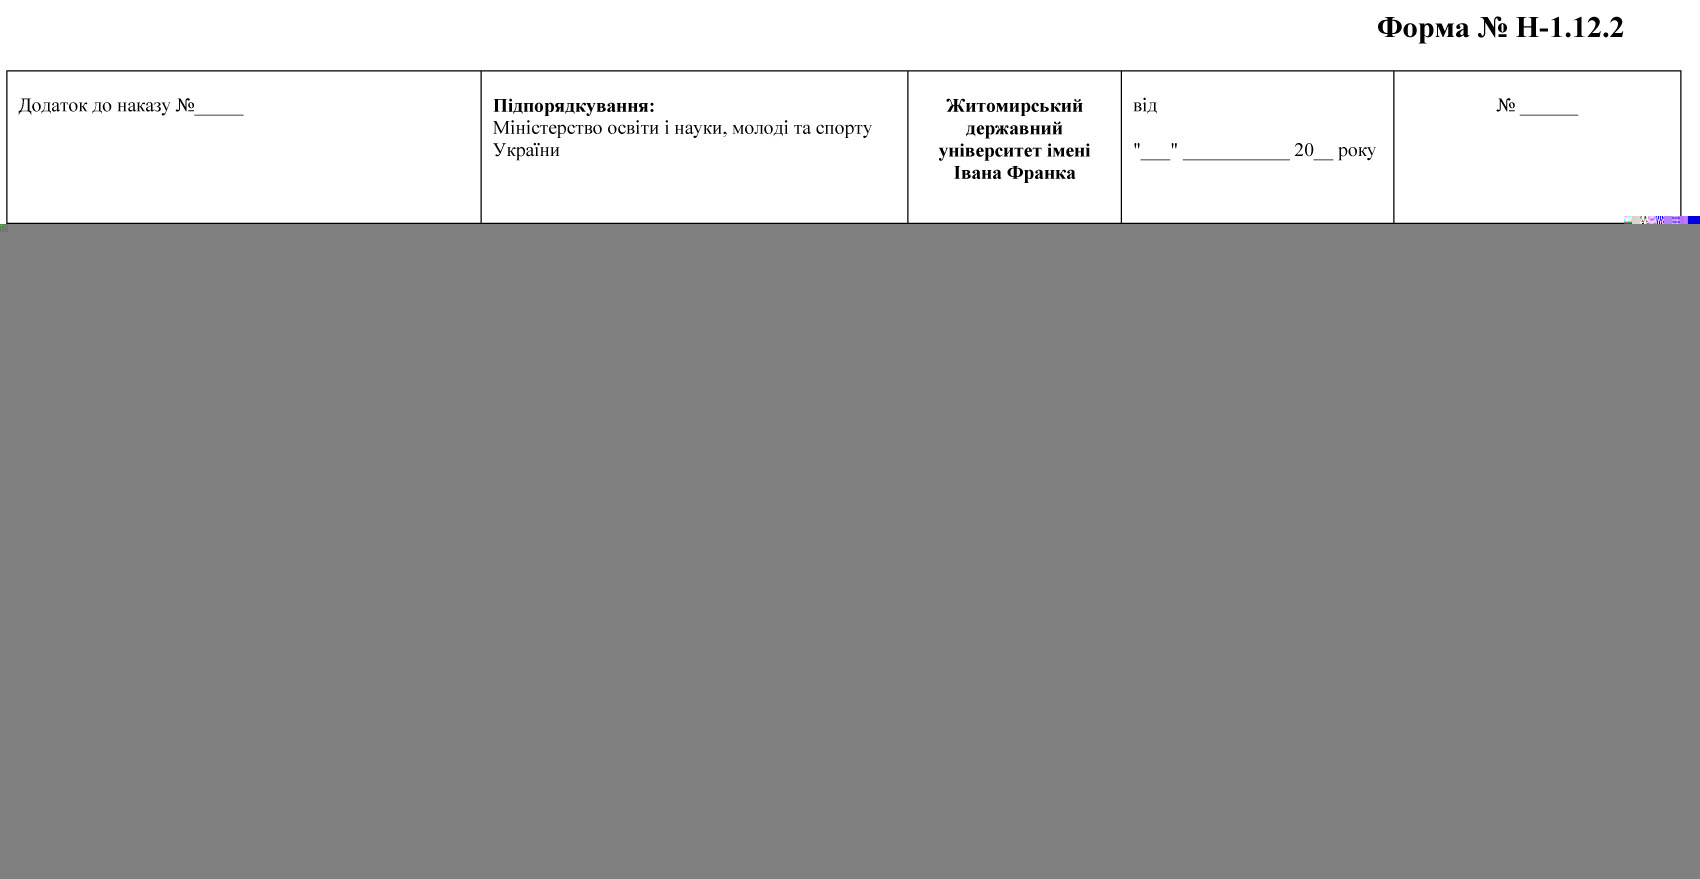 Форма № Н-1.12.2
Додаток до наказу №_____
Підпорядкування:
Міністерство освіти і науки, молоді та спорту
України
Житомирський
державний
університет імені
Івана Франка
від
"___" ___________ 20__ року
№ ______